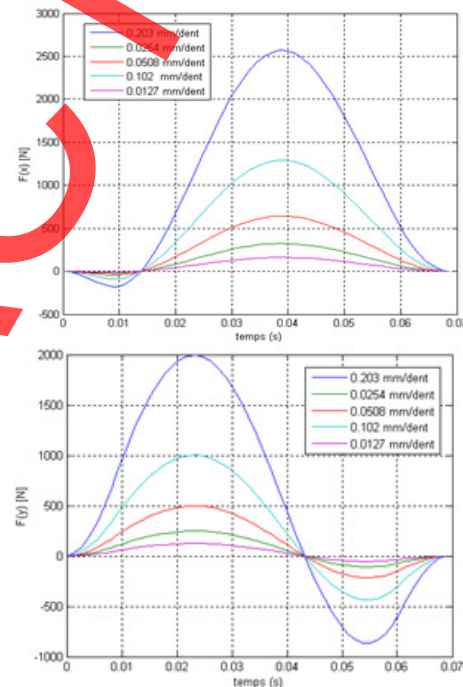 3000
2500
2000
1500
1000
500
0
-500
F(x) [N]
0.203 mm/dent
0.0254 mm/dent
0.0508 mm/dent
0.102 mm/dent
0.0127 mm/dent
0 0.01 0.02 0.03 0.04 0.05 0.06 0.03
temps (s)
2000
1500
1000
500
0
-500
-1000
F(y) [N]
0.203 mm/dent
0.0254 mm/dent
0.0508 mm/dent
0.102 mm/dent
0.0127 mm/dent
0 0.01 0.02 0.03 0.04 0.05 0.06 0.07
temps (s)